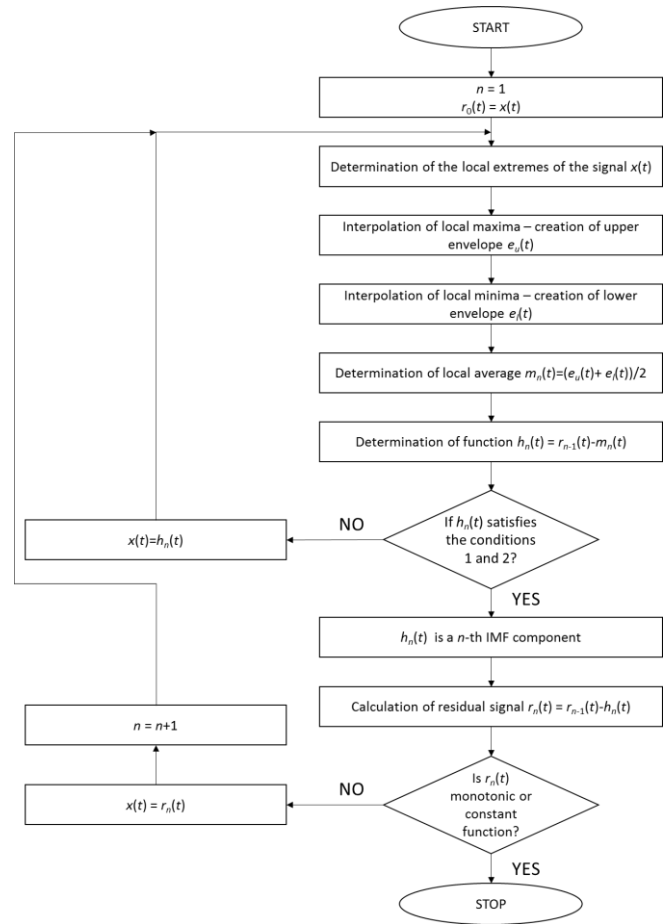 START
n = 1
r₀(t) = x(t)
Determination of the local extremes of the signal x(t)
Interpolation of local maxima – creation of upper
envelope eᵤ(t)
Interpolation of local minima – creation of lower
envelope eₗ(t)
Determination of local average mₙ(t)=(eᵤ(t)+ eₗ(t))/2
Determination of function hₙ(t) = rₙ₋₁(t)-mₙ(t)
If hₙ(t) satisfies
the conditions
1 and 2?
NO
x(t)=hₙ(t)
YES
hₙ(t) is a n-th IMF component
Calculation of residual signal rₙ(t) = rₙ₋₁(t)-hₙ(t)
n = n+1
Is rₙ(t)
monotonic or
constant
function?
NO
x(t) = rₙ(t)
YES
STOP